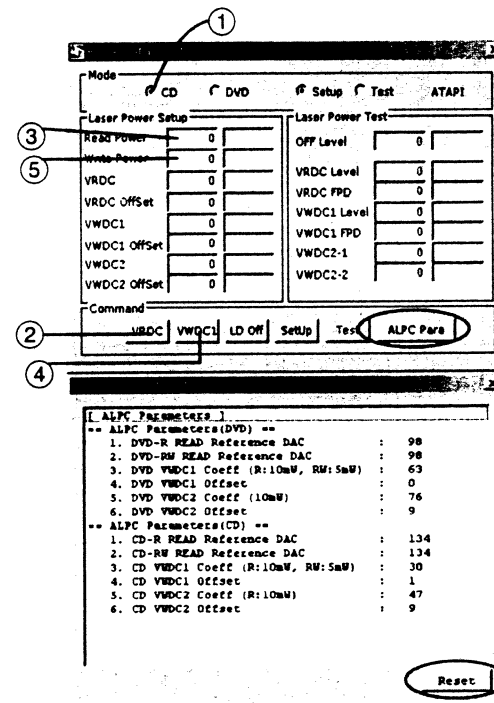 1
Mode
CD DVD Setup Test ATAPI
Laser Power Setup
3 Read Power 0
5 Write Power 0
VRDC 0
VRDC OffSet 0
VWDC1 0
VWDC1 OffSet 0
VWDC2 0
VWDC2 OffSet 0
Laser Power Test
OFF Level 0
VRDC Level 0
VRDC FPD 0
VWDC1 Level 0
VWDC1 FPD 0
VWDC2-1 0
VWDC2-2 0
Command
2 VRDC VWDC1 LD Off SetUp Test ALPC Para
4
[ ALPC Parameters ]
-- ALPC Parameters(DVD) --
1. DVD-R READ Reference DAC : 98
2. DVD-RW READ Reference DAC : 98
3. DVD VWDC1 Coeff (R:10mW, RW:5mW) : 63
4. DVD VWDC1 Offset : 0
5. DVD VWDC2 Coeff (10mW) : 76
6. DVD VWDC2 Offset : 9
-- ALPC Parameters(CD) --
1. CD-R READ Reference DAC : 134
2. CD-RW READ Reference DAC : 134
3. CD VWDC1 Coeff (R:10mW, RW:5mW) : 30
4. CD VWDC1 Offset : 1
5. CD VWDC2 Coeff (R:10mW) : 47
6. CD VWDC2 Offset : 9
Reset